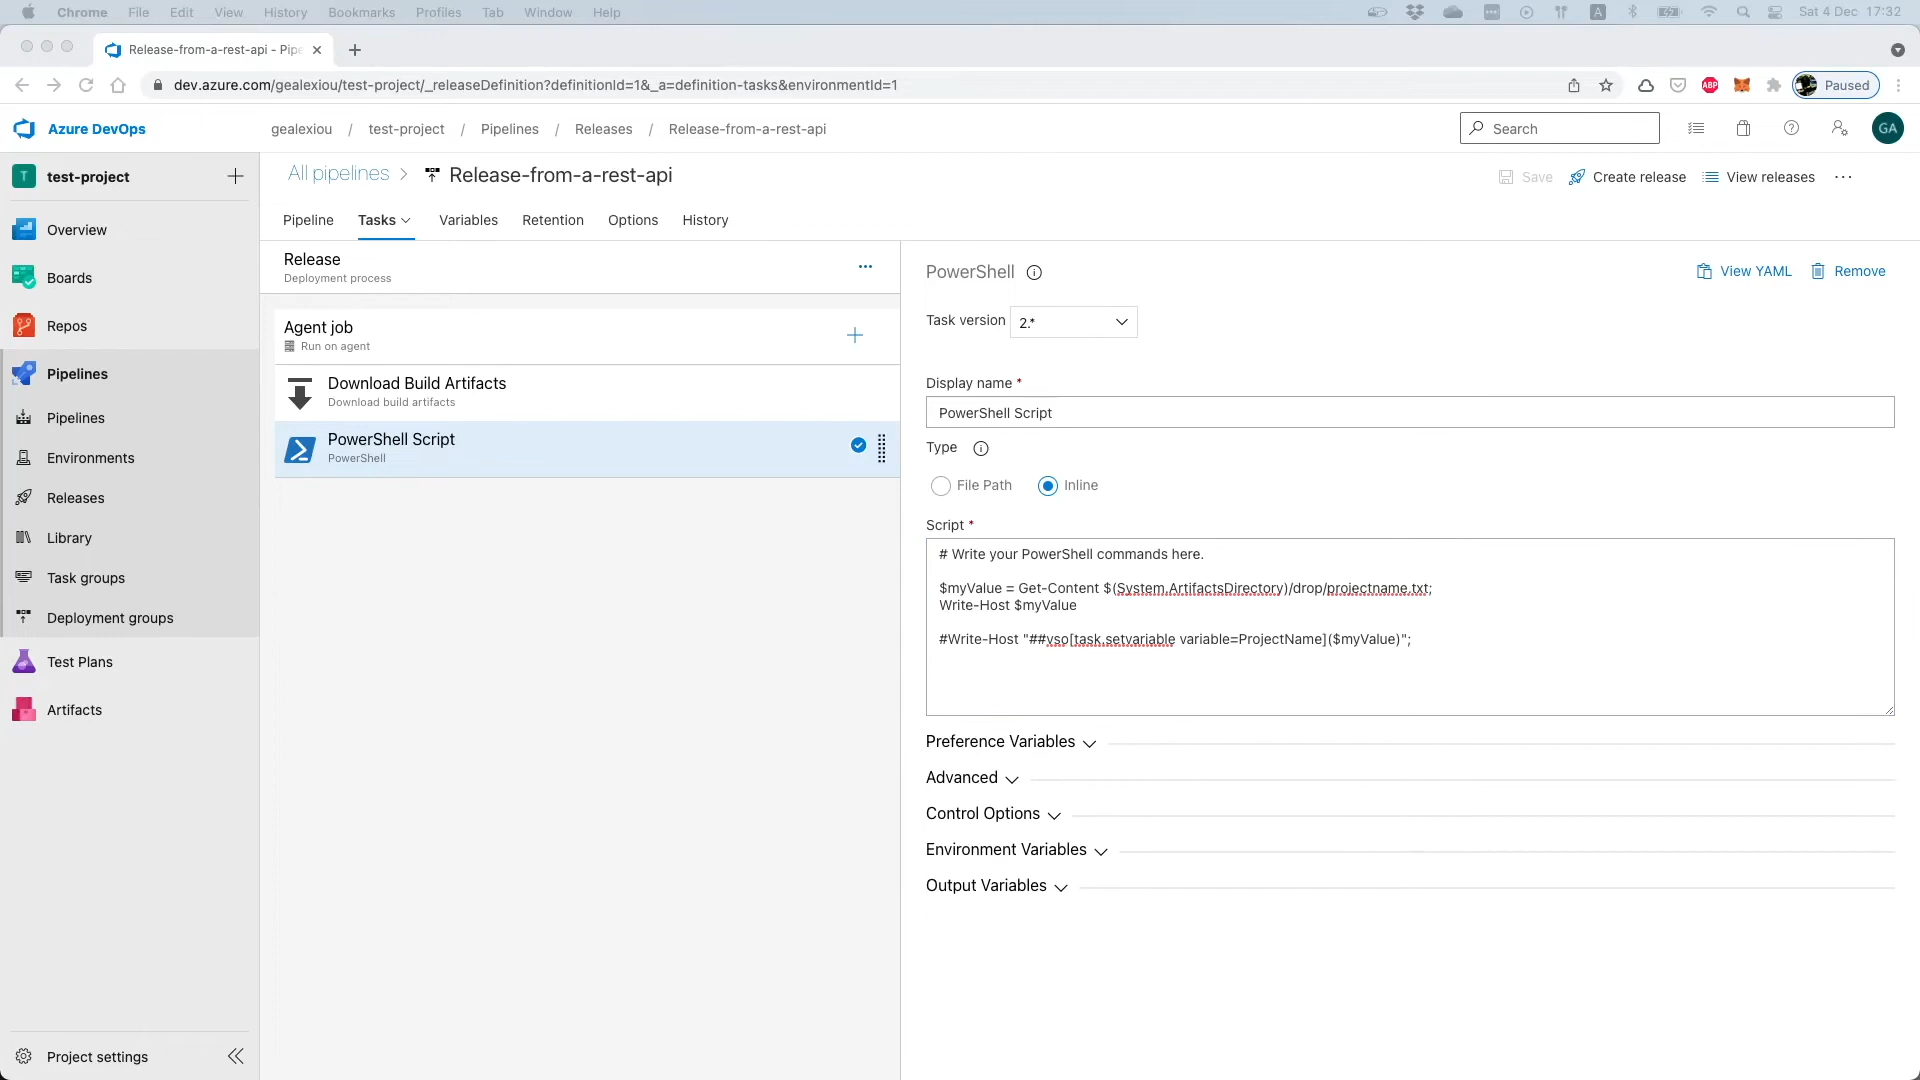 Chrome File Edit View History Bookmarks Profiles Tab Window Help A Sat 4 Dec 17:32
Release-from-a-rest-api - Pipe
dev.azure.com/gealexiou/test-project/_releaseDefinition?definitionId=1&_a=definition-tasks&environmentId=1 ABP Paused
Azure DevOps gealexiou / test-project / Pipelines / Releases / Release-from-a-rest-api Search GA
T test-project
Overview
Boards
Repos
Pipelines
Pipelines
Environments
Releases
Library
Task groups
Deployment groups
Test Plans
Artifacts
Project settings
All pipelines > Release-from-a-rest-api
Save Create release View releases
Pipeline Tasks Variables Retention Options History
Release
Deployment process
Agent job
Run on agent
Download Build Artifacts
Download build artifacts
PowerShell Script
PowerShell
PowerShell View YAML Remove
Task version 2.*
Display name *
PowerShell Script
Type
File Path Inline
Script *
# Write your PowerShell commands here.
$myValue = Get-Content $(System.ArtifactsDirectory)/drop/projectname.txt;
Write-Host $myValue
#Write-Host "##vso[task.setvariable variable=ProjectName]($myValue)";
Preference Variables
Advanced
Control Options
Environment Variables
Output Variables